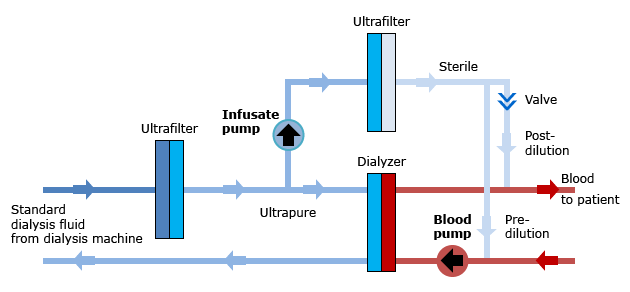 Ultrafilter
Sterile
Infusate
pump
Valve
Ultrafilter
Post-
dilution
Dialyzer
Blood
to patient
Standard
dialysis fluid
from dialysis machine
Ultrapure
Blood
pump
Pre-
dilution